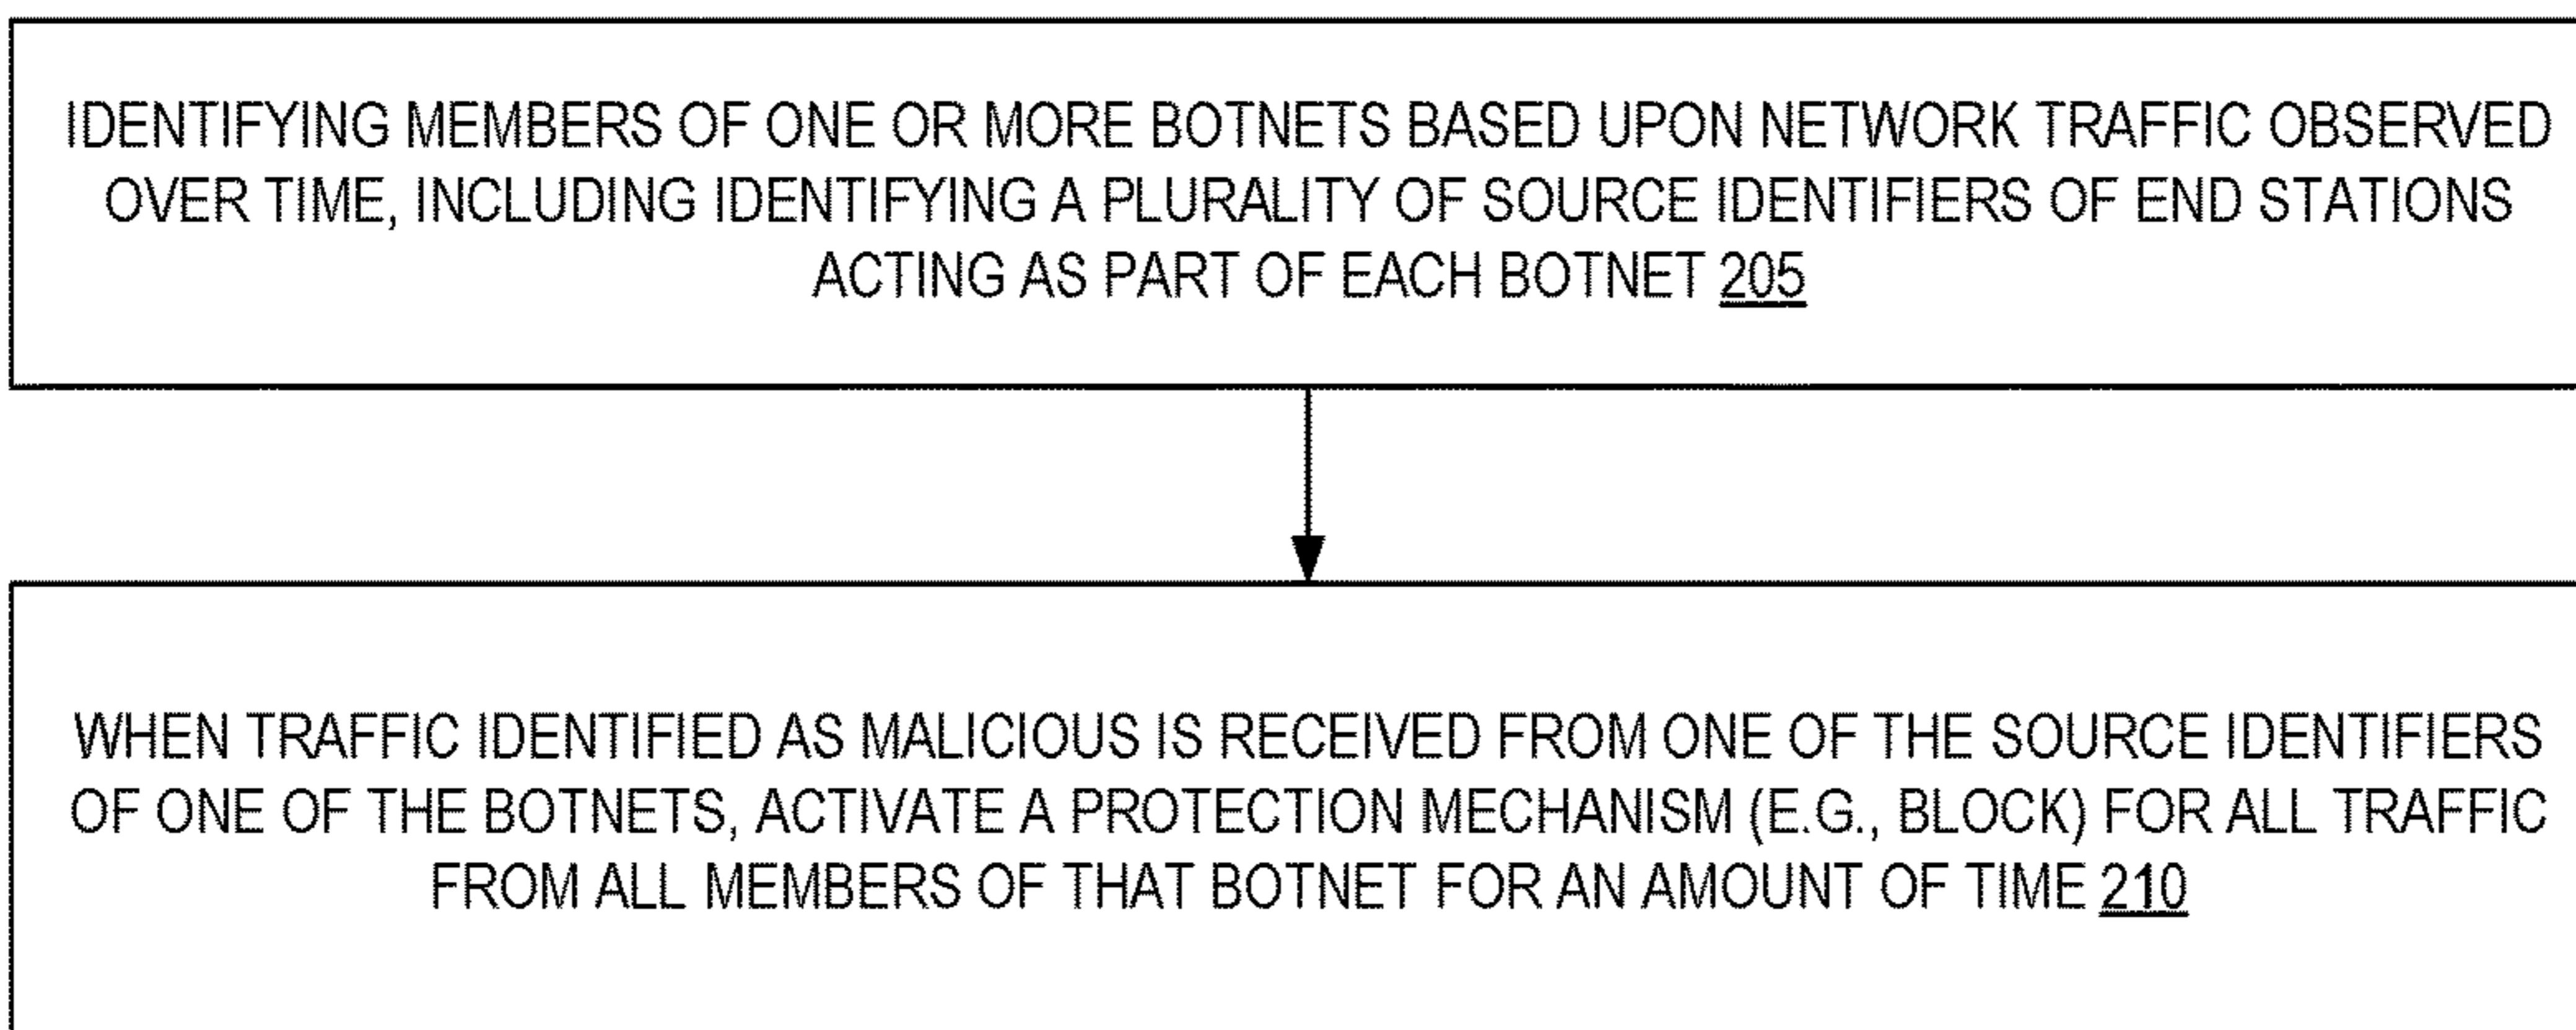 IDENTIFYING MEMBERS OF ONE OR MORE BOTNETS BASED UPON NETWORK TRAFFIC OBSERVED
OVER TIME, INCLUDING IDENTIFYING A PLURALITY OF SOURCE IDENTIFIERS OF END STATIONS
ACTING AS PART OF EACH BOTNET 205
WHEN TRAFFIC IDENTIFIED AS MALICIOUS IS RECEIVED FROM ONE OF THE SOURCE IDENTIFIERS
OF ONE OF THE BOTNETS, ACTIVATE A PROTECTION MECHANISM (E.G., BLOCK) FOR ALL TRAFFIC
FROM ALL MEMBERS OF THAT BOTNET FOR AN AMOUNT OF TIME 210